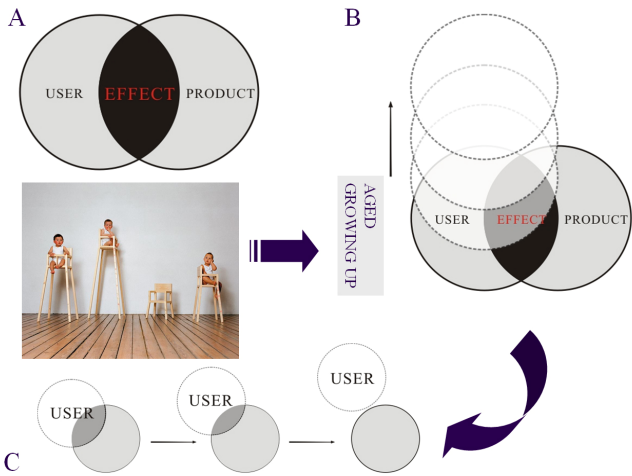 A
USER
EFFECT
PRODUCT
B
AGED
GROWING UP
USER
EFFECT
PRODUCT
C
USER
USER
USER